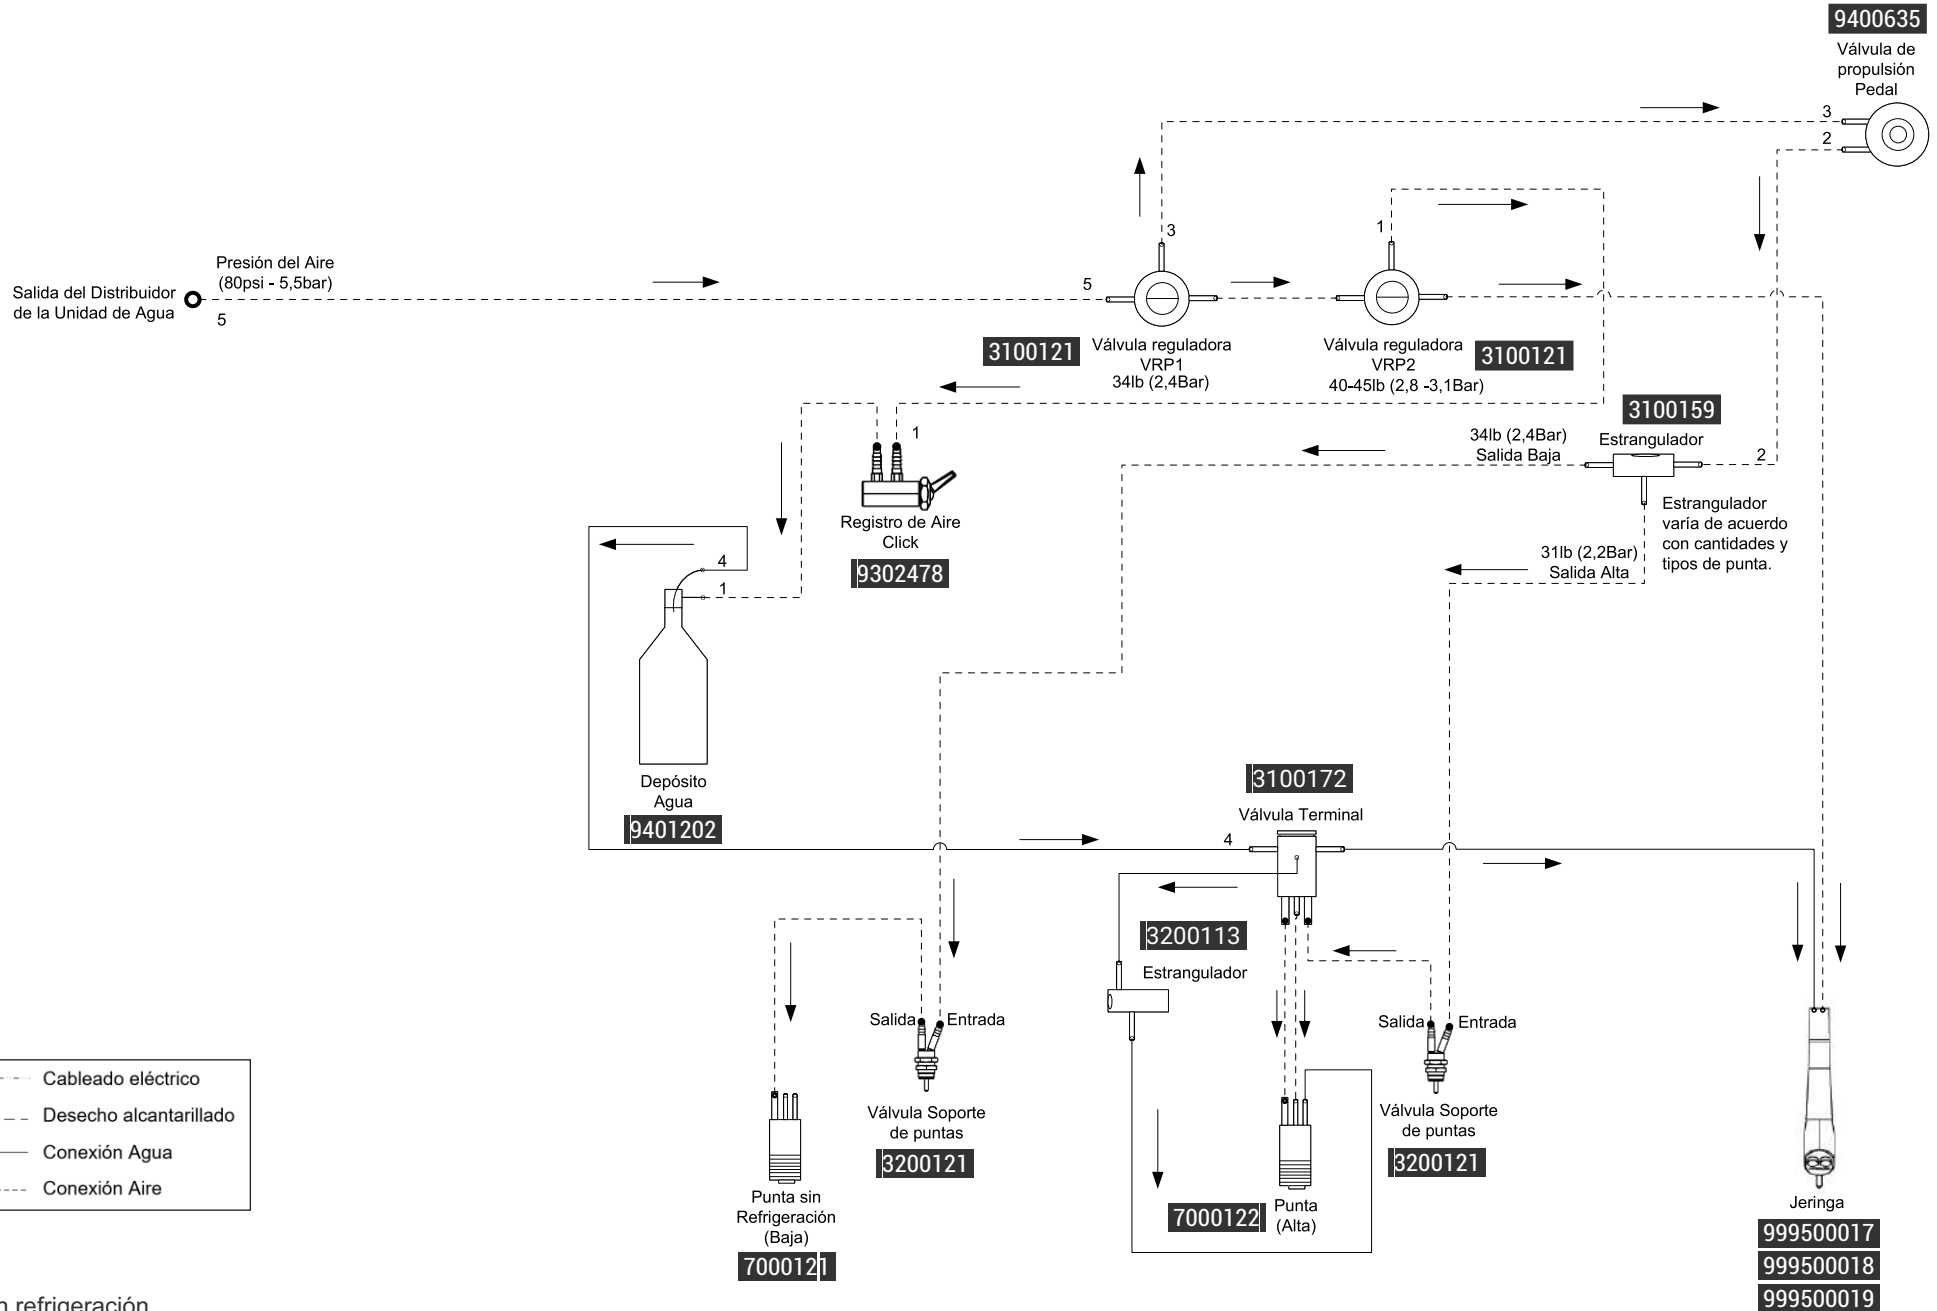 9400635
Válvula de
propulsión
Pedal
3
2
3
1
Presión del Aire
(80psi - 5,5bar)
Salida del Distribuidor
de la Unidad de Agua
5
5
3100121
Válvula reguladora
VRP1
34lb (2,4Bar)
Válvula reguladora
VRP2
40-45lb (2,8 -3,1Bar)
3100121
3100159
Estrangulador
34lb (2,4Bar)
Salida Baja
2
1
Estrangulador
varía de acuerdo
con cantidades y
tipos de punta.
Registro de Aire
Click
9302478
31lb (2,2Bar)
Salida Alta
4
1
Depósito
Agua
9401202
3100172
Válvula Terminal
4
3200113
Estrangulador
Salida
Entrada
Salida
Entrada
Cableado eléctrico
Desecho alcantarillado
Conexión Agua
Conexión Aire
Válvula Soporte
de puntas
3200121
Válvula Soporte
de puntas
3200121
Punta sin
Refrigeración
(Baja)
7000121
7000122
Punta
(Alta)
Jeringa
999500017
999500018
999500019
refrigeración